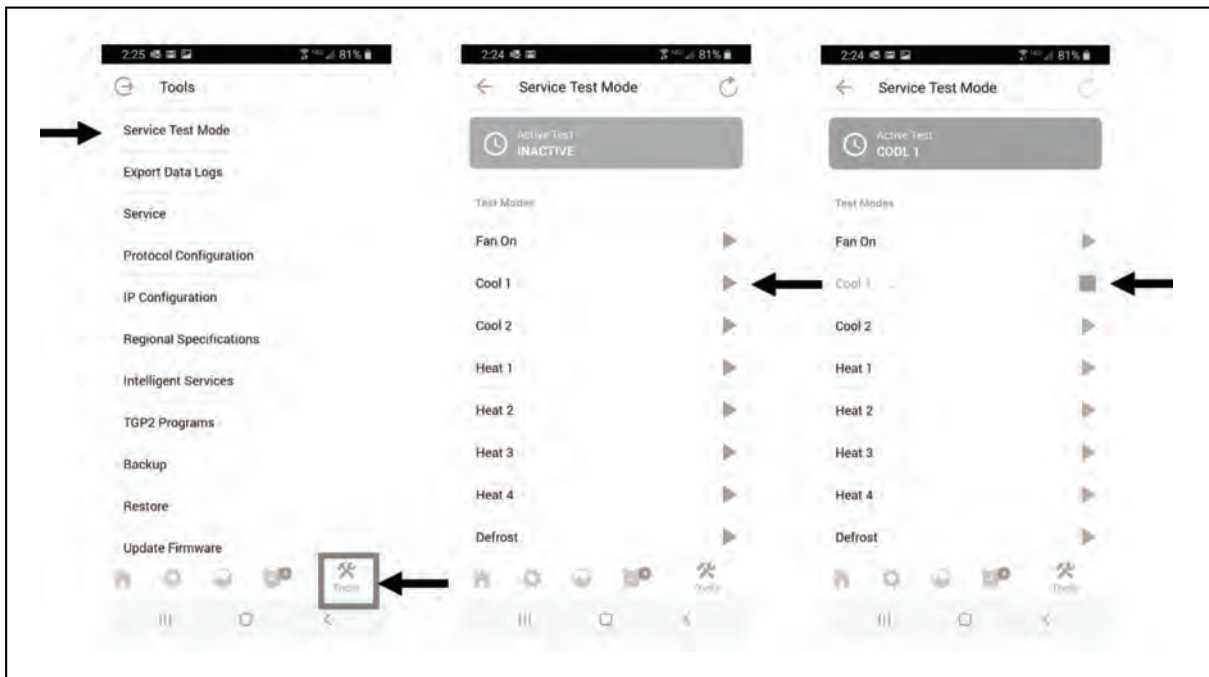 2:25 81%
Tools
Service Test Mode
Export Data Logs
Service
Protocol Configuration
IP Configuration
Regional Specifications
Intelligent Services
TGP2 Programs
Backup
Restore
Update Firmware
Tools
2:24 81%
Service Test Mode
Active Test
INACTIVE
Test Modes
Fan On
Cool 1
Cool 2
Heat 1
Heat 2
Heat 3
Heat 4
Defrost
Tools
2:24 81%
Service Test Mode
Active Test
COOL 1
Test Modes
Fan On
Cool 1
Cool 2
Heat 1
Heat 2
Heat 3
Heat 4
Defrost
Tools